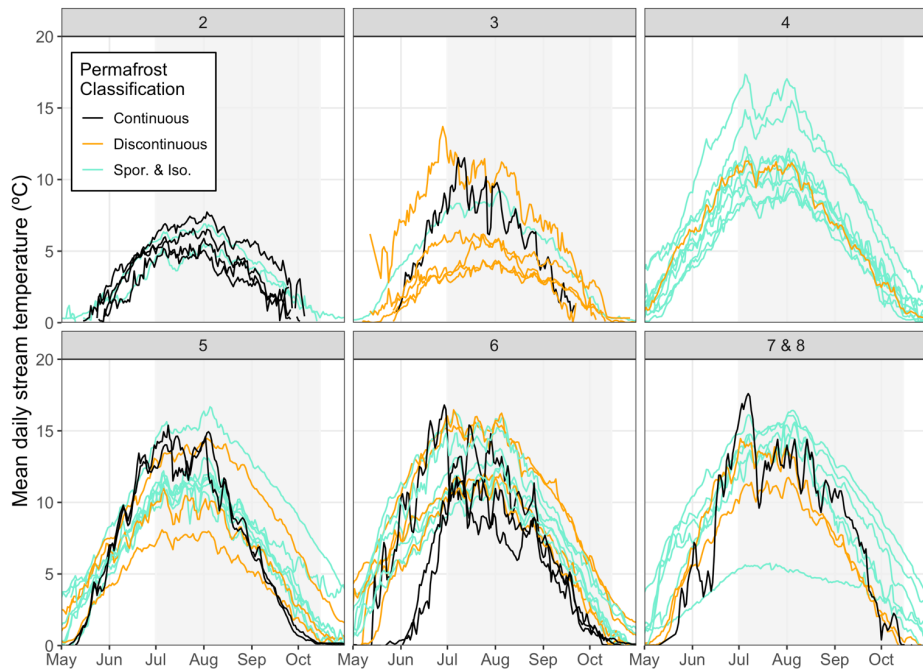 2
3
4
20
15
10
5
0
Permafrost
Classification
Continuous
Discontinuous
Spor. & Iso.
Mean daily stream temperature (ºC)
5
6
7 & 8
20
15
10
5
0
May Jun Jul Aug Sep Oct May Jun Jul Aug Sep Oct May Jun Jul Aug Sep Oct